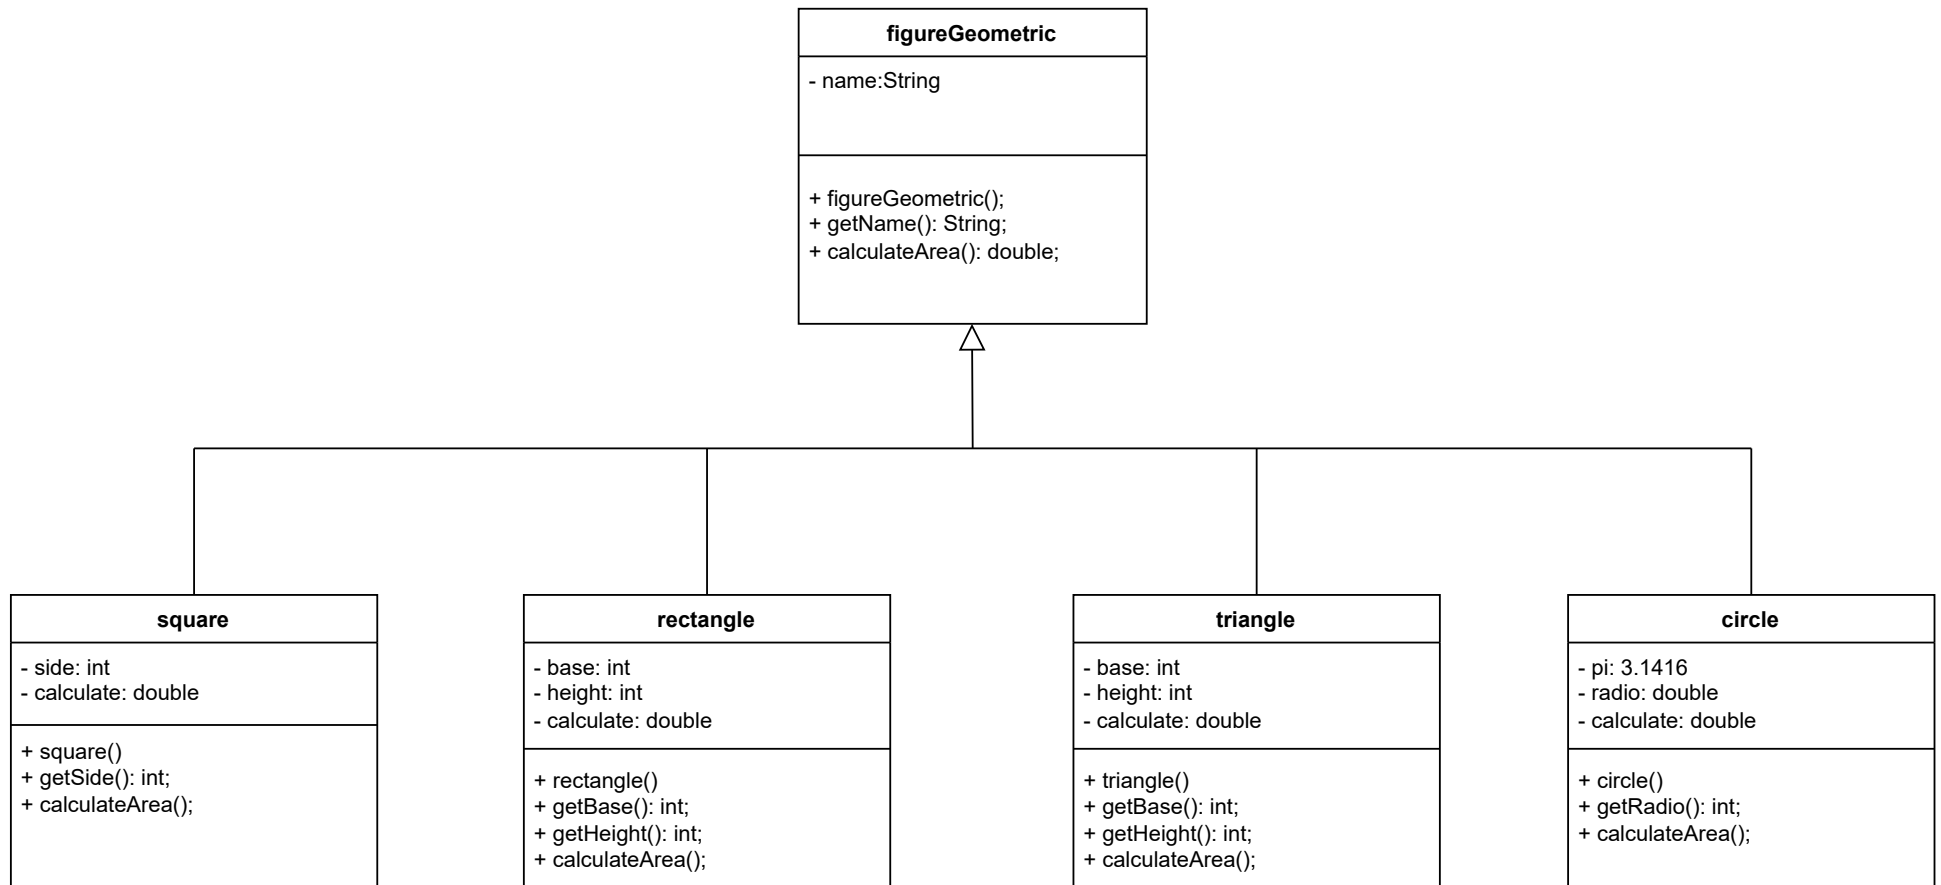 figureGeometric
- name:String
+ figureGeometric();
+ getName(): String;
+ calculateArea(): double;
square
- side: int
- calculate: double
+ square()
+ getSide(): int;
+ calculateArea();
rectangle
- base: int
- height: int
- calculate: double
+ rectangle()
+ getBase(): int;
+ getHeight(): int;
+ calculateArea();
triangle
- base: int
- height: int
- calculate: double
+ triangle()
+ getBase(): int;
+ getHeight(): int;
+ calculateArea();
circle
- pi: 3.1416
- radio: double
- calculate: double
+ circle()
+ getRadio(): int;
+ calculateArea();